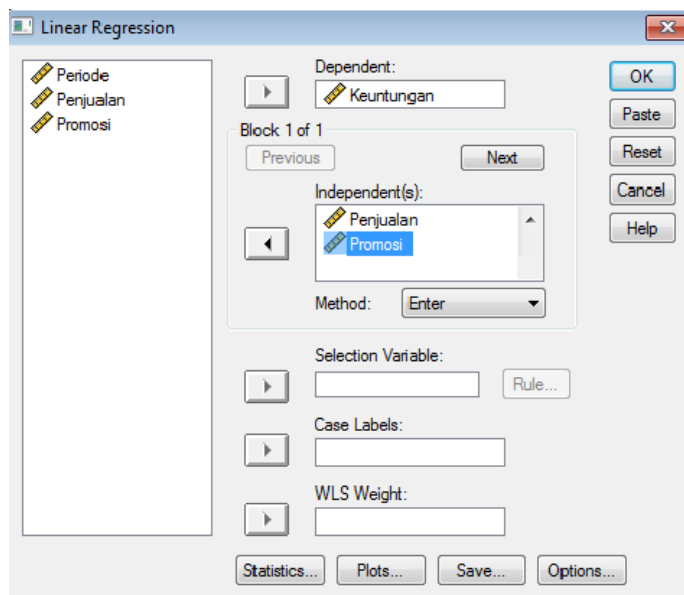 Linear Regression
Periode
Penjualan
Promosi
Dependent:
Keuntungan
Block 1 of 1
Previous
Next
Independent(s):
Penjualan
Promosi
Method:
Enter
Selection Variable:
Rule...
Case Labels:
WLS Weight:
Statistics...
Plots...
Save...
Options...
OK
Paste
Reset
Cancel
Help